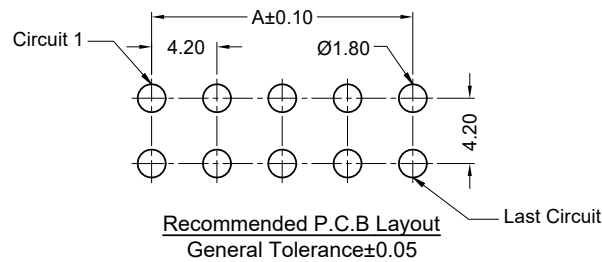 A±0.10
Circuit 1
4.20
Ø1.80
4.20
Last Circuit
Recommended P.C.B Layout
General Tolerance±0.05